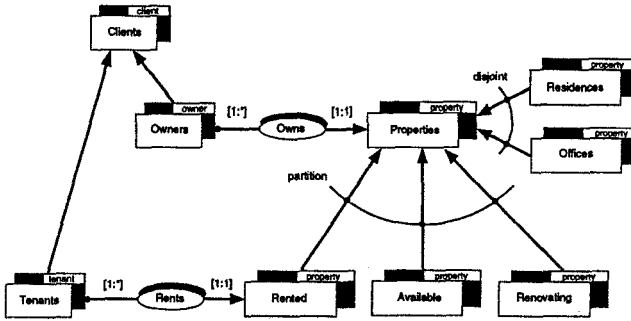 client
Clients
property
disjoint
Residences
owner
[1:*]
[1:1]
property
property
Owners
Owns
Properties
Offices
partition
tenant
[1:*]
[1:1]
property
property
property
Tenants
Rents
Rented
Available
Renovating